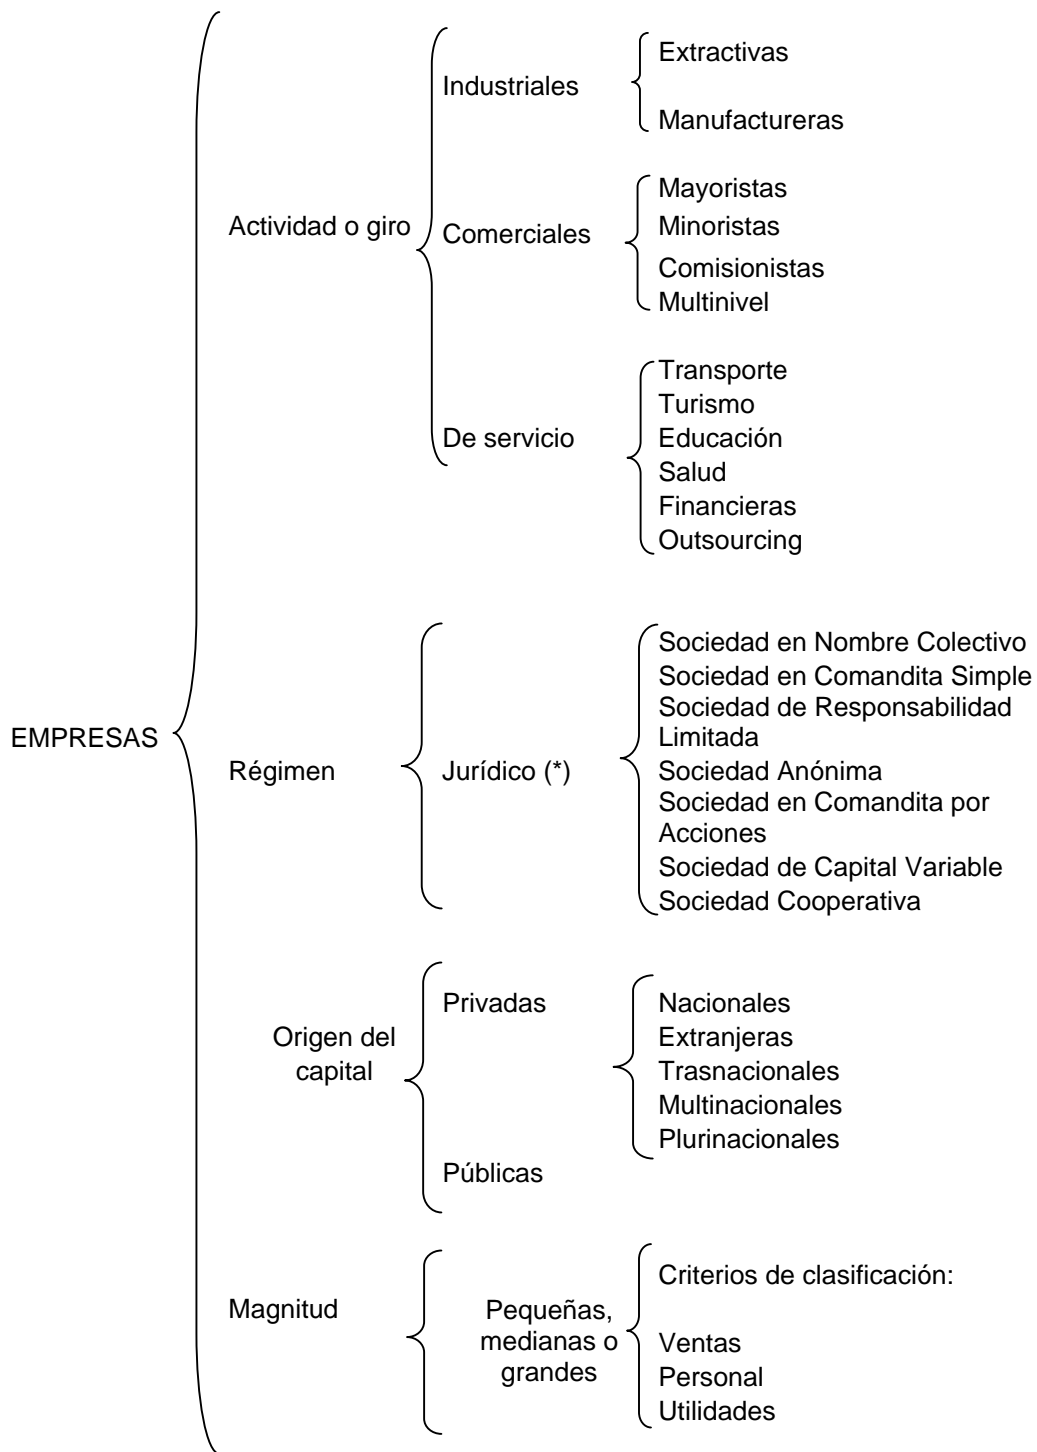 EMPRESAS
Actividad o giro
Industriales
Extractivas
Manufactureras
Comerciales
Mayoristas
Minoristas
Comisionistas
Multinivel
De servicio
Transporte
Turismo
Educación
Salud
Financieras
Outsourcing
Régimen
Jurídico (*)
Sociedad en Nombre Colectivo
Sociedad en Comandita Simple
Sociedad de Responsabilidad
Limitada
Sociedad Anónima
Sociedad en Comandita por
Acciones
Sociedad de Capital Variable
Sociedad Cooperativa
Origen del
capital
Privadas
Nacionales
Extranjeras
Trasnacionales
Multinacionales
Plurinacionales
Públicas
Magnitud
Pequeñas,
medianas o
grandes
Criterios de clasificación:
Ventas
Personal
Utilidades